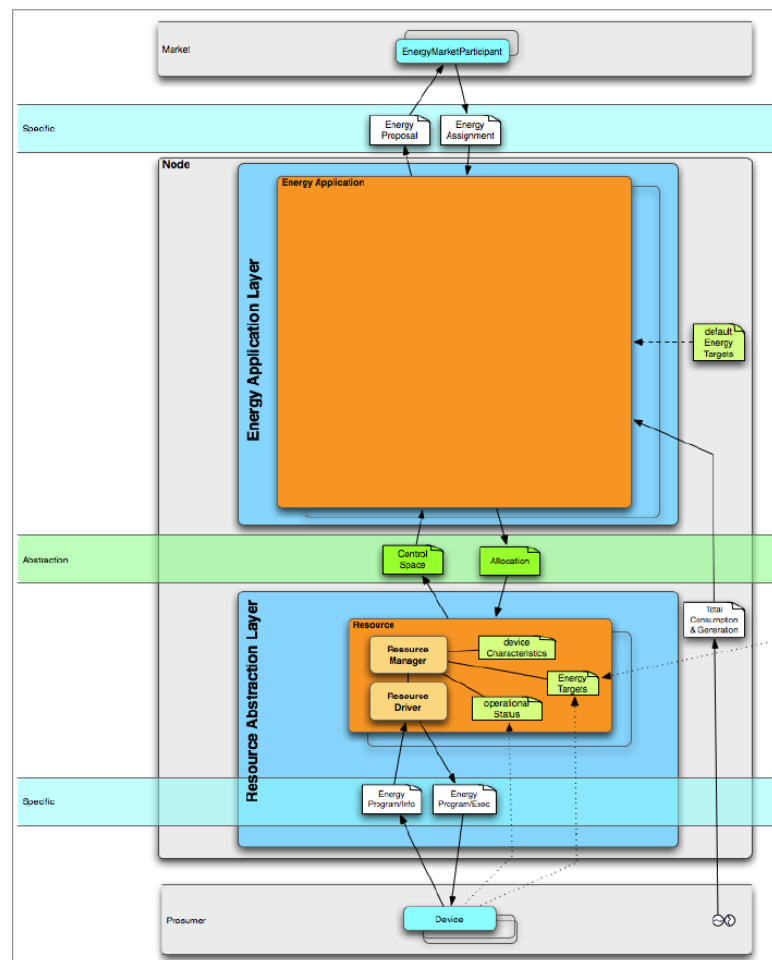 Market
EnergyMarketParticipant
Specific
Energy
Proposal
Energy
Assignment
Node
Energy Application Layer
Energy Application
default
Energy
Targets
Abstraction
Control
Space
Allocation
Resource Abstraction Layer
Resource
Resource
Manager
device
Characteristics
Energy
Targets
Resource
Driver
operational
Status
Total
Consumption
& Generation
Specific
Energy
Program/Info
Energy
Program/Exec
Prosumer
Device